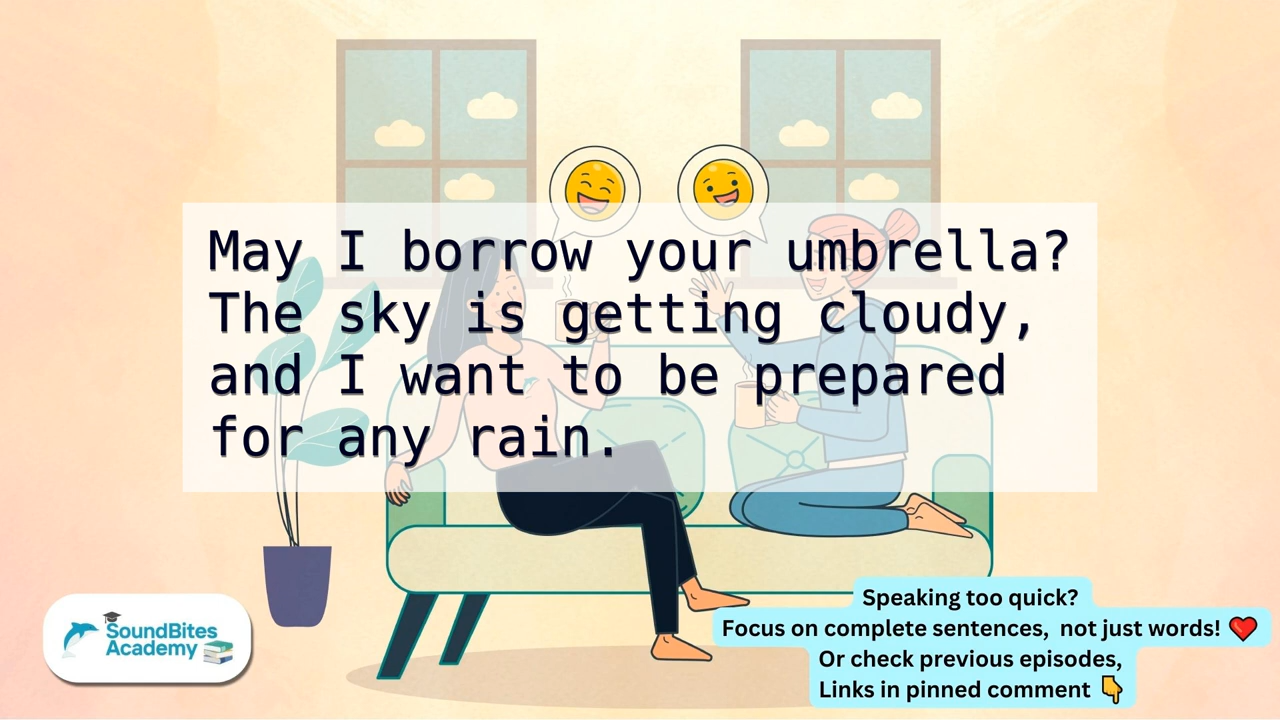 May I borrow your umbrella?
The sky is getting cloudy,
and I want to be prepared
for any rain.
SoundBites
Academy
Speaking too quick?
Focus on complete sentences, not just words! ❤️
Or check previous episodes,
Links in pinned comment 👇